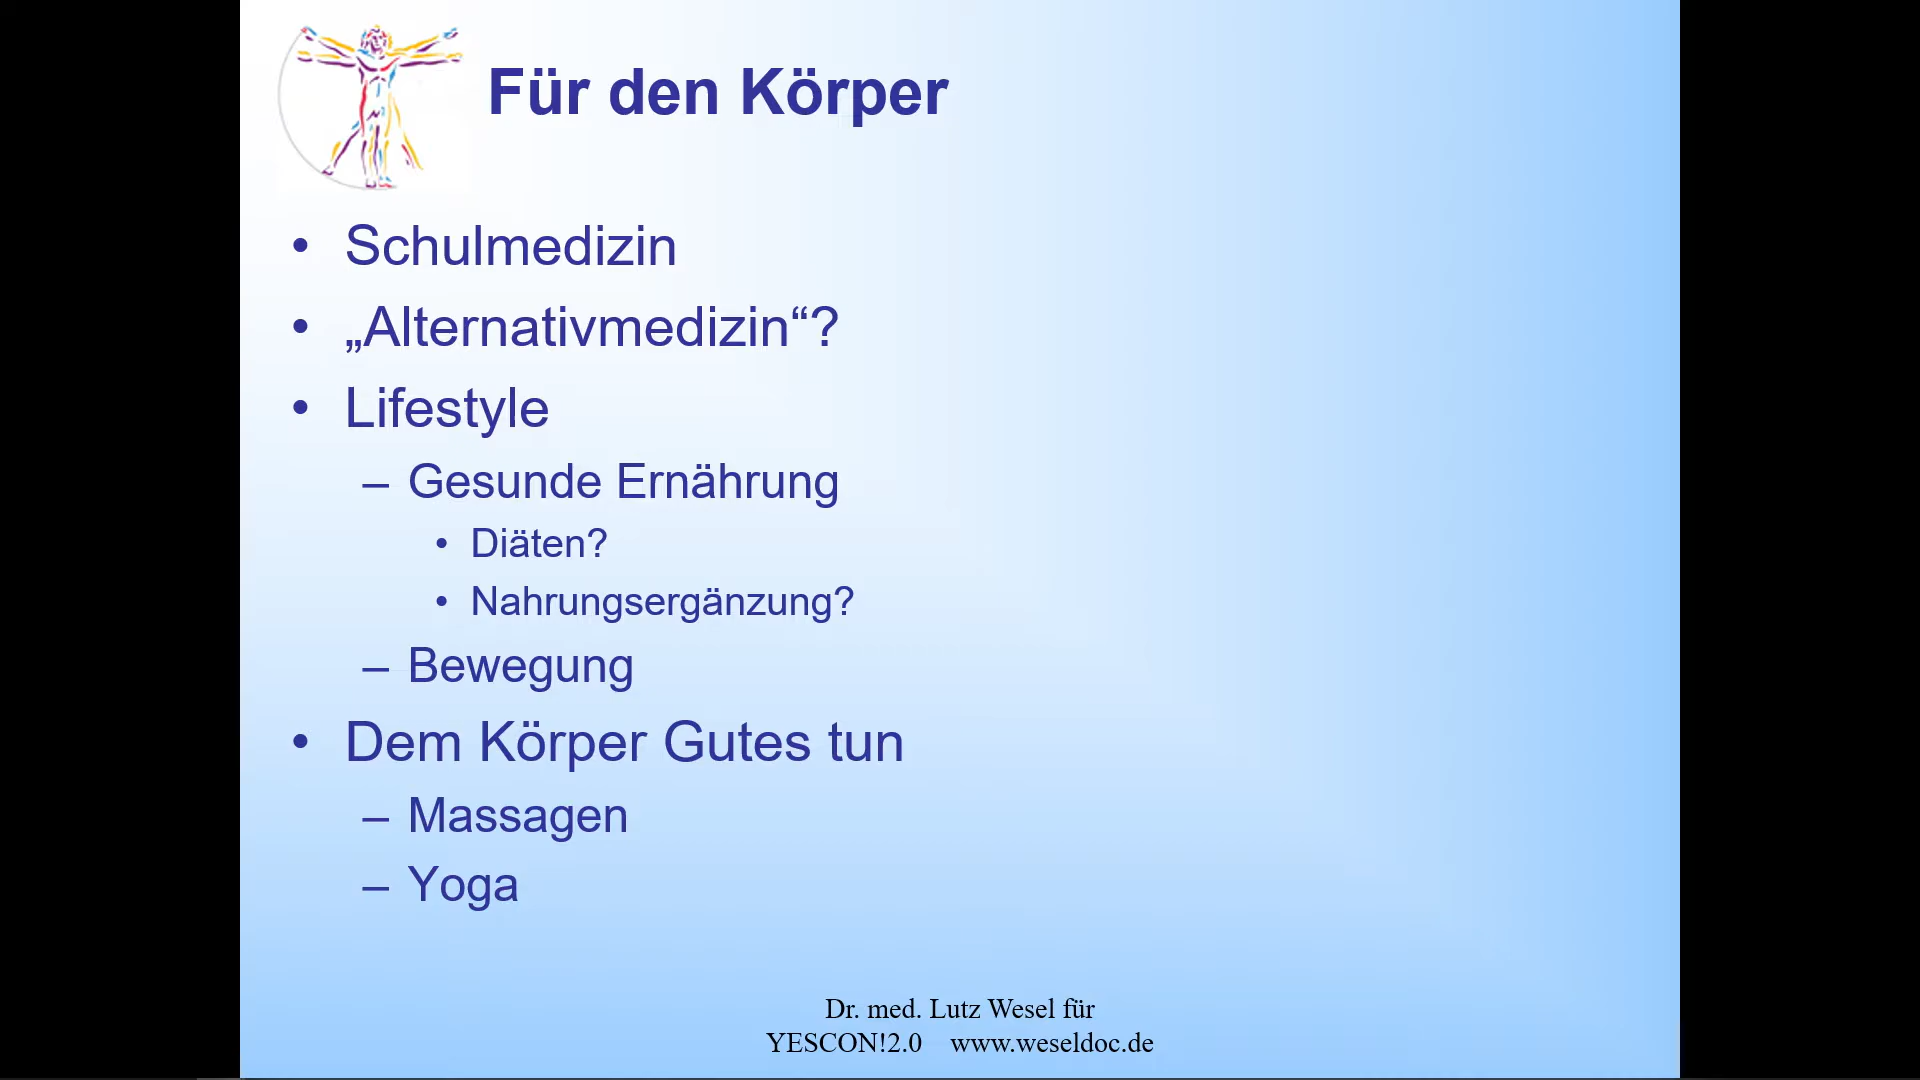 Für den Körper
• Schulmedizin
• „Alternativmedizin“?
• Lifestyle
– Gesunde Ernährung
• Diäten?
• Nahrungsergänzung?
– Bewegung
• Dem Körper Gutes tun
– Massagen
– Yoga
Dr. med. Lutz Wesel für
YESCON!2.0 www.weseldoc.de